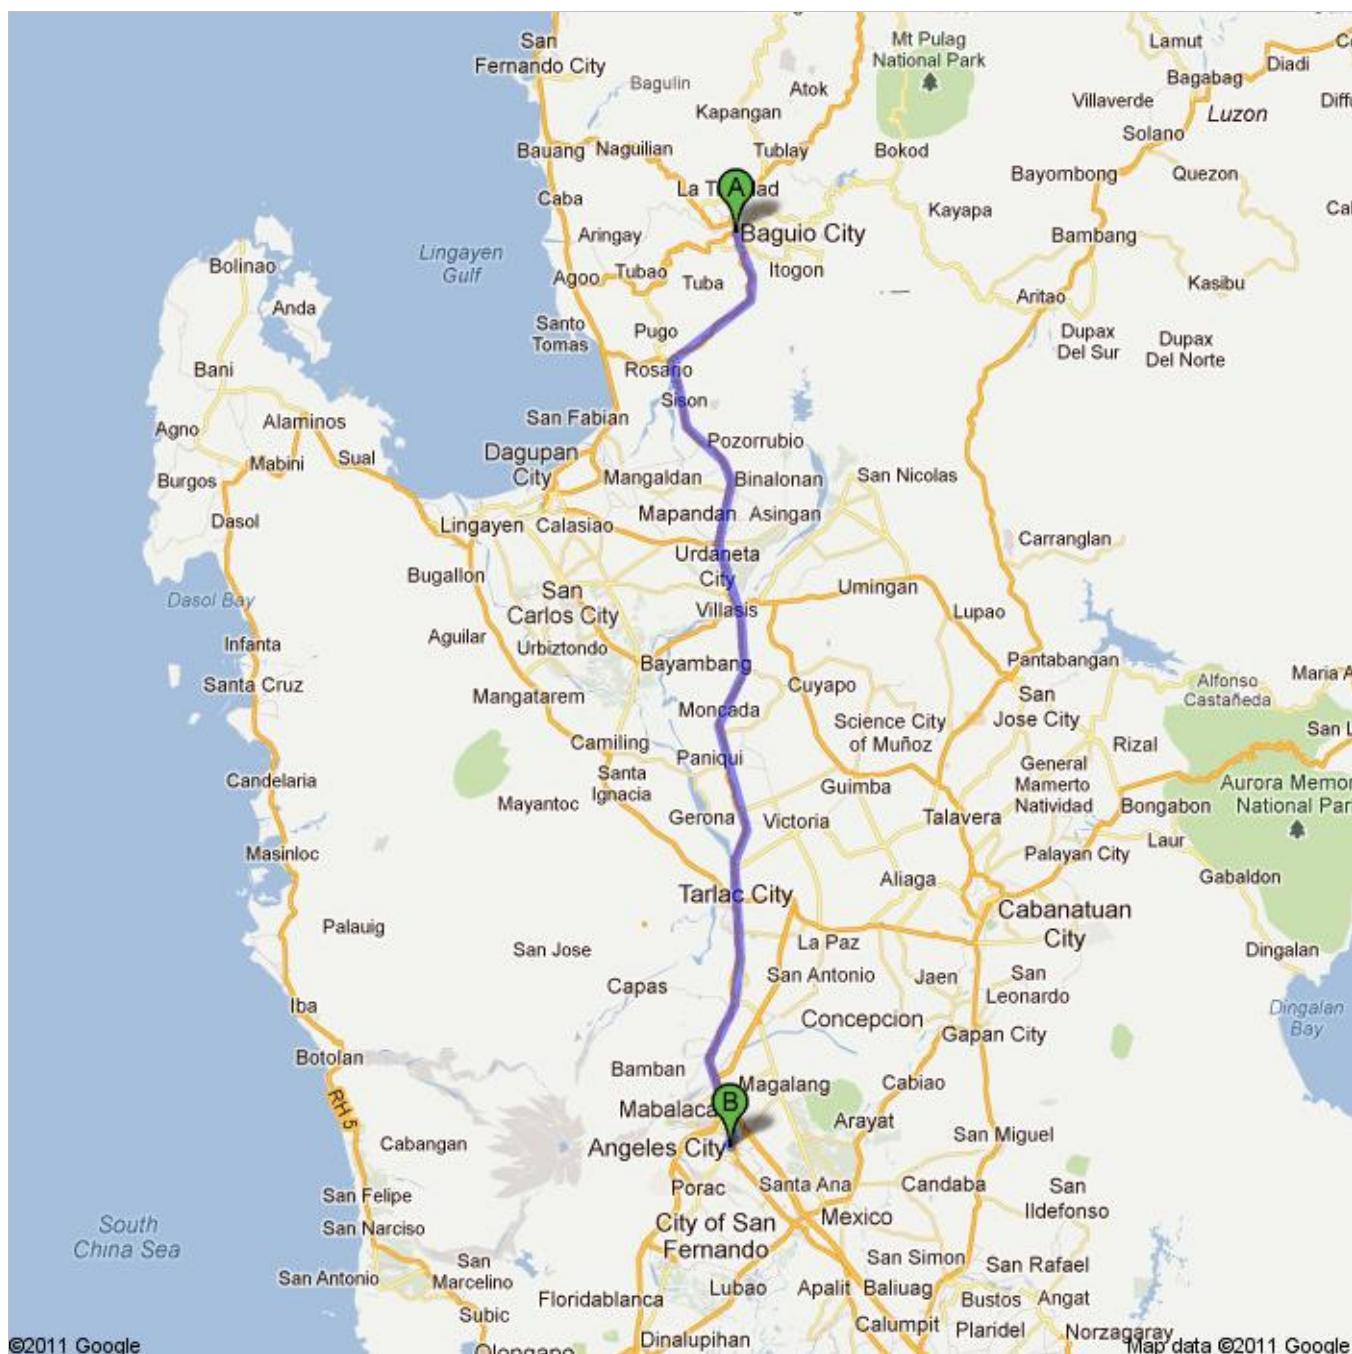 San
Fernando City
Bagulin
Atok
Kapangan
Mt Pulag
National Park
Lamut
Bagabag
Diadi
Villaverde
Luzon
Solano
Bauang
Naguilian
Tublay
Bokod
Bayombong
Quezon
La T
A
dad
Caba
Kayapa
Aringay
Baguio City
Bambang
Lingayen
Gulf
Bolinao
Agoo
Tubao
Tuba
Itogon
Kasibu
Aritao
Anda
Santo
Tomas
Pugo
Dupax
Del Sur
Dupax
Del Norte
Bani
Rosario
Sison
San Fabian
Alaminos
Agno
Pozorrubio
Dagupan
City
Sual
Mabini
Burgos
Mangaldan
Binalonan
San Nicolas
Dasol
Lingayen
Calasiao
Mapandan
Asingan
Carranglan
Urdaneta
City
Bugallon
Dasol Bay
San
Carlos City
Umingan
Villasis
Lupao
Infanta
Aguilar
Urbiztondo
Bayambang
Pantabangan
Santa Cruz
Mangatarem
Cuyapo
Alfonso
Castañeda
Maria A
San
Jose City
Moncada
Science City
of Muñoz
San L
Camiling
Paniqui
Rizal
Candelaria
Santa
Ignacia
Guimba
General
Mamerto
Natividad
Aurora Memor
National Park
Mayantoc
Gerona
Victoria
Talavera
Bongabon
Laur
Masinloc
Palayan City
Gabaldon
Tarlac City
Aliaga
Cabanatuan
City
Palauig
San Jose
La Paz
Dingalan
Capas
San Antonio
Jaen
San
Leonardo
Iba
Concepcion
Gapan City
Dingalan
Bay
Botolan
Bamban
Magalang
Cabiao
RH 5
Mabalaca
B
Arayat
Cabangan
Angeles City
San Miguel
Porac
Santa Ana
Candaba
San
Ildefonso
San Felipe
South
China Sea
San Narciso
City of San
Fernando
Mexico
San Simon
San Rafael
San Antonio
San
Marcelino
Lubao
Apalit
Baliuag
Floridablanca
Bustos
Angat
Subic
Calumpit
Plaridel
Norzagaray
Dinalupihan
Olongapo
©2011 Google
Map data ©2011 Google